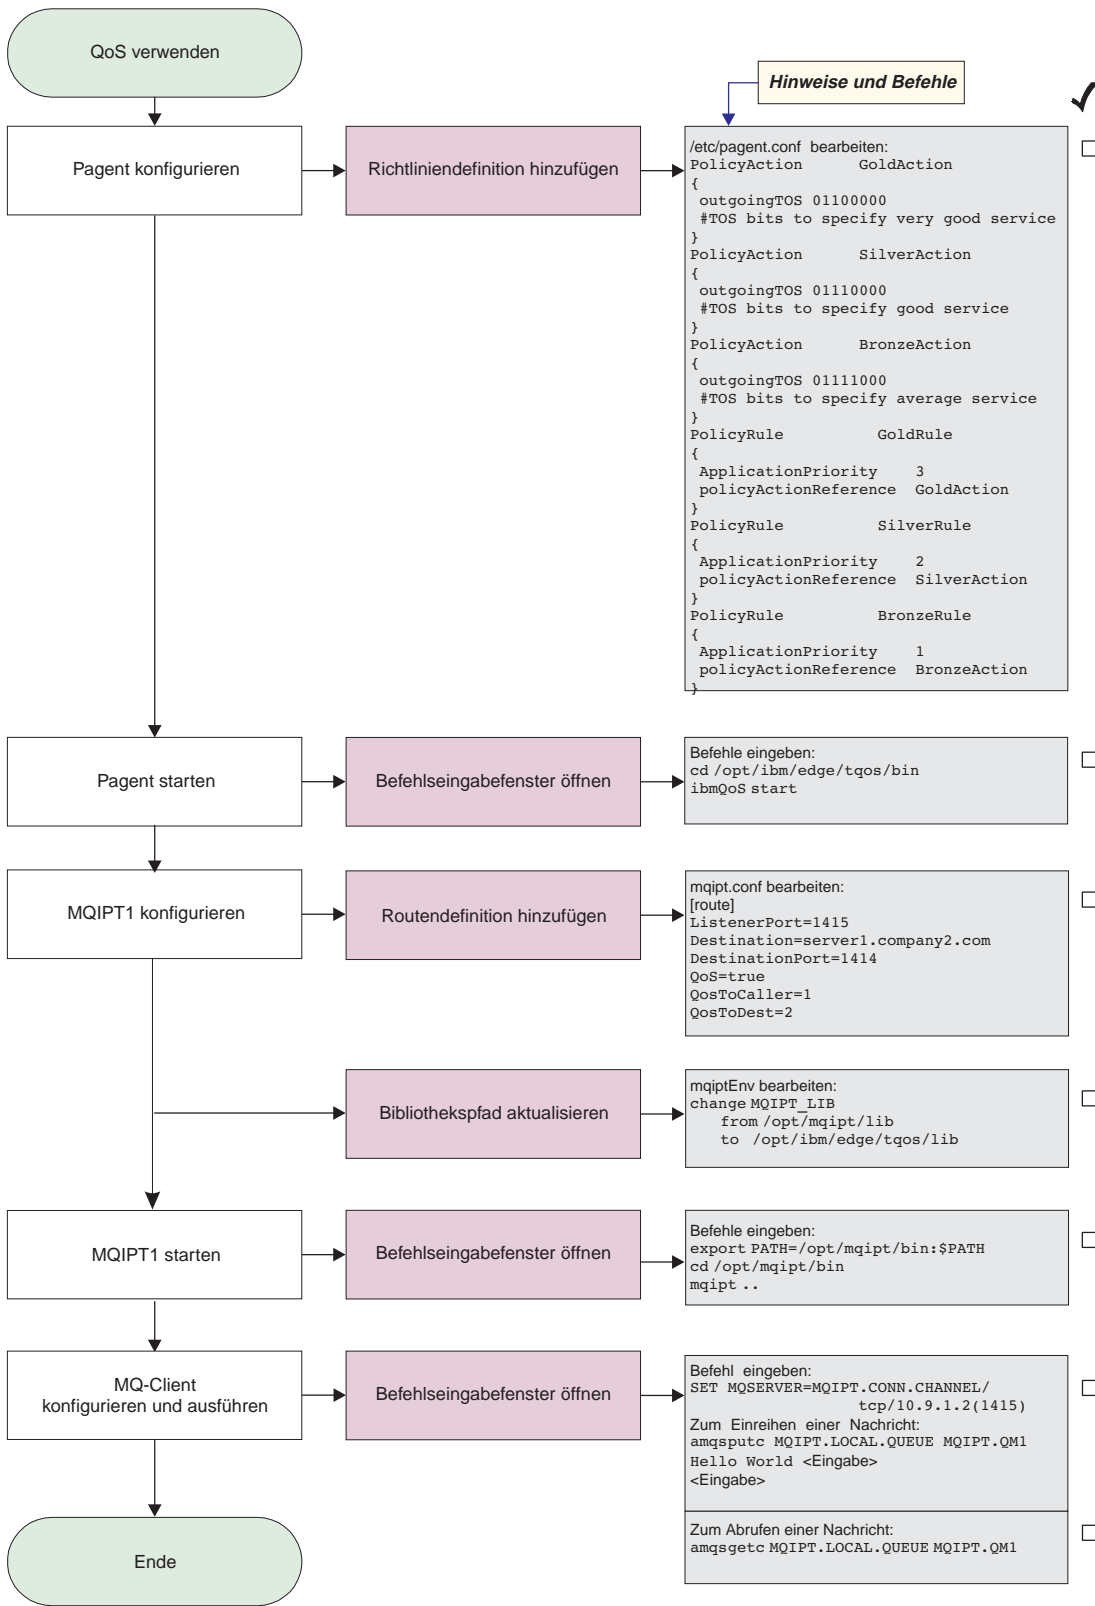 QoS verwenden
Hinweise und Befehle
Pagent konfigurieren
Richtliniendefinition hinzufügen
/etc/pagent.conf bearbeiten:
PolicyAction GoldAction
{
outgoingTOS 01100000
#TOS bits to specify very good service
}
PolicyAction SilverAction
{
outgoingTOS 01110000
#TOS bits to specify good service
}
PolicyAction BronzeAction
{
outgoingTOS 01111000
#TOS bits to specify average service
}
PolicyRule GoldRule
{
ApplicationPriority 3
policyActionReference GoldAction
}
PolicyRule SilverRule
{
ApplicationPriority 2
policyActionReference SilverAction
}
PolicyRule BronzeRule
{
ApplicationPriority 1
policyActionReference BronzeAction
}
Pagent starten
Befehlseingabefenster öffnen
Befehle eingeben:
cd /opt/ibm/edge/tqos/bin
ibmQoS start
MQIPT1 konfigurieren
Routendefinition hinzufügen
mqipt.conf bearbeiten:
[route]
ListenerPort=1415
Destination=server1.company2.com
DestinationPort=1414
QoS=true
QosToCaller=1
QosToDest=2
Bibliothekspfad aktualisieren
mqiptEnv bearbeiten:
change MQIPT_LIB
from /opt/mqipt/lib
to /opt/ibm/edge/tqos/lib
MQIPT1 starten
Befehlseingabefenster öffnen
Befehle eingeben:
export PATH=/opt/mqipt/bin:$PATH
cd /opt/mqipt/bin
mqipt ..
MQ-Client
konfigurieren und ausführen
Befehlseingabefenster öffnen
Befehl eingeben:
SET MQSERVER=MQIPT.CONN.CHANNEL/
tcp/10.9.1.2(1415)
Zum Einreihen einer Nachricht:
amqsputc MQIPT.LOCAL.QUEUE MQIPT.QM1
Hello World <Eingabe>
<Eingabe>
Zum Abrufen einer Nachricht:
amqsgetc MQIPT.LOCAL.QUEUE MQIPT.QM1
Ende